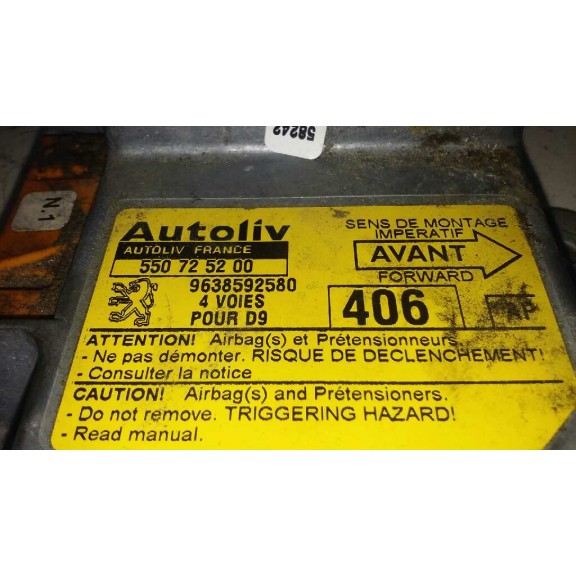 58242
N.1
Autoliv
AUTOLIV FRANCE
550 72 52 00
9638592580
4 VOIES
POUR D9
SENS DE MONTAGE
IMPERATIF
AVANT
FORWARD
406
AP
ATTENTION! Airbag(s) et Prétensionneurs.
- Ne pas démonter. RISQUE DE DECLENCHEMENT!
- Consulter la notice
CAUTION! Airbag(s) and Prétensioners.
- Do not remove. TRIGGERING HAZARD!
- Read manual.